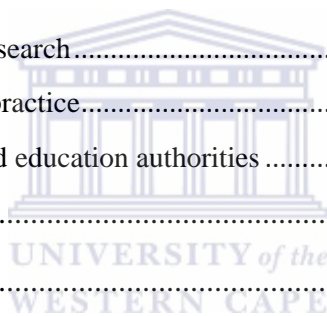 search....................................
practice....................................
d education authorities.........
....................................
UNIVERSITY of the
....................................
WESTERN CAPE